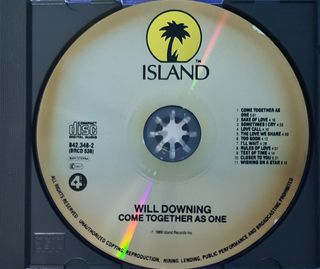 ISLAND
TM
COMPACT
disc
DIGITAL AUDIO
842.348-2
(BRCD 538)
4
1 COME TOGETHER AS
ONE 5:01
2 SAKE OF LOVE
3 SOMETIMES I CRY
4 LOVE CALL
5 THE LOVE WE SHARE
6 TOO SOON
7 I'LL WAIT
8 RULES OF LOVE
9 TEST OF TIME
10 CLOSER TO YOU
11 WISHING ON A STAR
WILL DOWNING
COME TOGETHER AS ONE
℗ 1989 Island Records Inc.
ALL RIGHTS RESERVED. UNAUTHORIZED COPYING, REPRODUCTION, HIRING, LENDING, PUBLIC PERFORMANCE AND BROADCASTING PROHIBITED